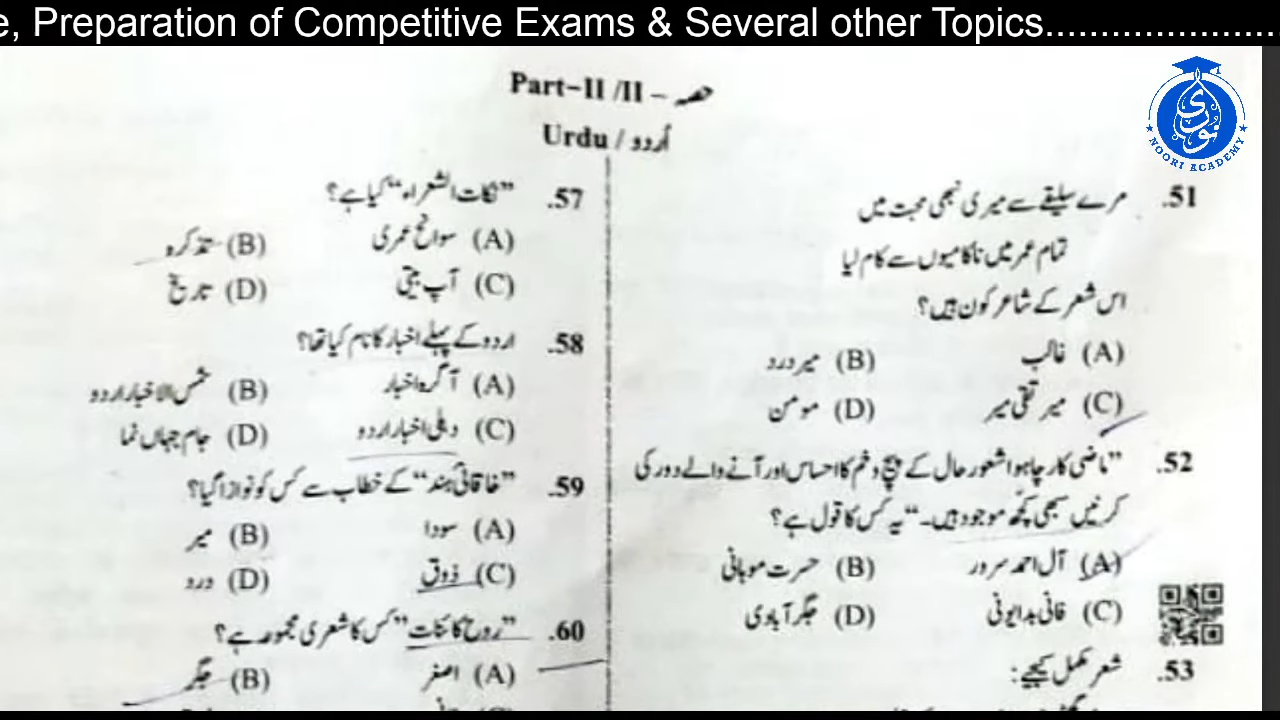 e, Preparation of Competitive Exams & Several other Topics.....................
NOORI ACADEMY
حصہ – Part–II /II
Urdu / اُردو
51. مرے سلیقے سے میری نبھی محبت میں
تمام عمر میں ناکامیوں سے کام لیا
اس شعر کے شاعر کون ہیں؟
(A) غالب (B) میر درد
(C) میر تقی میر (D) مومن
52. ”ماضی کا رچا ہوا شعور حال کے پیچ و خم کا احساس اور آنے والے دور کی
کرنیں سبھی کچھ موجود ہیں۔“ یہ کس کا قول ہے؟
(A) آل احمد سرور (B) حسرت موہانی
(C) فانی بدایونی (D) جگر آبادی
53. شعر مکمل کیجیے:
57. ”نکات الشعراء“ کیا ہے؟
(A) سوانح عمری (B) تذکرہ
(C) آپ بیتی (D) تاریخ
58. اردو کے پہلے اخبار کا نام کیا تھا؟
(A) آگرہ اخبار (B) شمس الاخبار اردو
(C) دہلی اخبار اردو (D) جام جہاں نما
59. ”خاقانیٔ ہند“ کے خطاب سے کس کو نوازا گیا؟
(A) سودا (B) میر
(C) ذوق (D) درد
60. ”روح کائنات“ کس کا شعری مجموعہ ہے؟
(A) اصغر (B) جگر